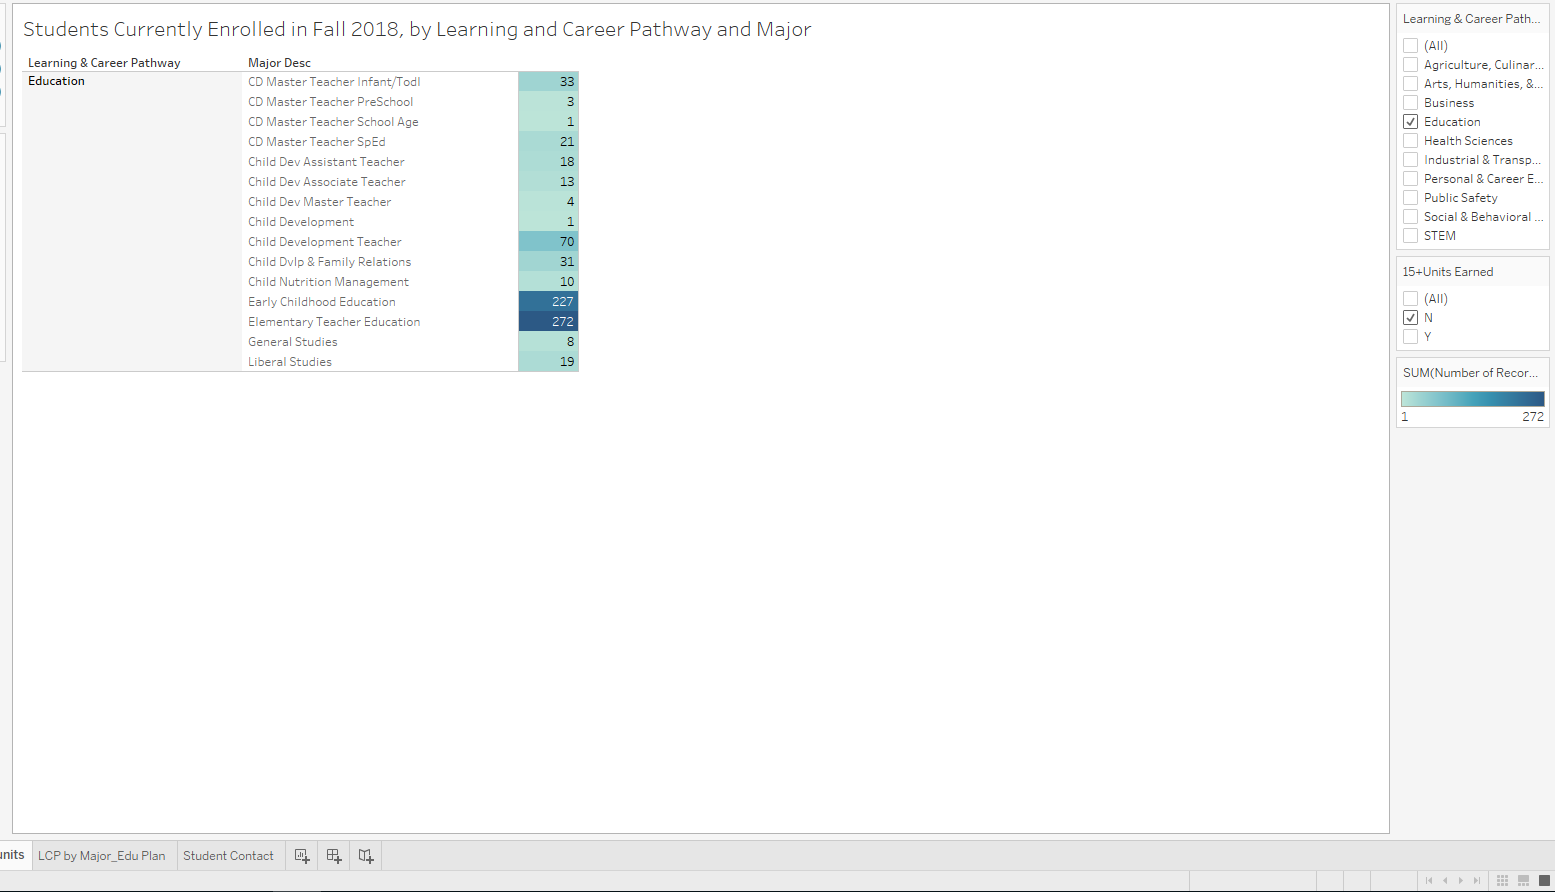 Students Currently Enrolled in Fall 2018, by Learning and Career Pathway and Major
Learning & Career Pathway Major Desc
Education CD Master Teacher Infant/Todl 33
CD Master Teacher PreSchool 3
CD Master Teacher School Age 1
CD Master Teacher SpEd 21
Child Dev Assistant Teacher 18
Child Dev Associate Teacher 13
Child Dev Master Teacher 4
Child Development 1
Child Development Teacher 70
Child Dvlp & Family Relations 31
Child Nutrition Management 10
Early Childhood Education 227
Elementary Teacher Education 272
General Studies 8
Liberal Studies 19
Learning & Career Path...
(All)
Agriculture, Culinar...
Arts, Humanities, &...
Business
Education
Health Sciences
Industrial & Transp...
Personal & Career E...
Public Safety
Social & Behavioral ...
STEM
15+Units Earned
(All)
N
Y
SUM(Number of Recor...
1 272
units LCP by Major_Edu Plan Student Contact